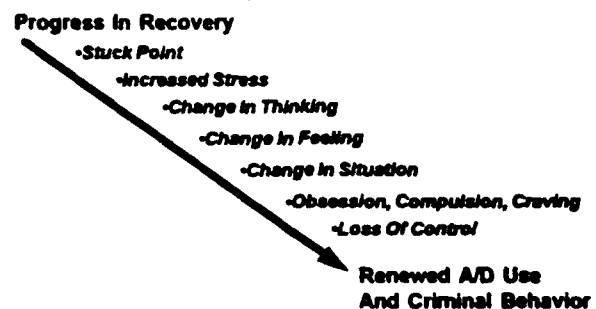 Progress In Recovery
•Stuck Point
•Increased Stress
•Change In Thinking
•Change In Feeling
•Change In Situation
•Obsession, Compulsion, Craving
•Loss Of Control
Renewed A/D Use
And Criminal Behavior